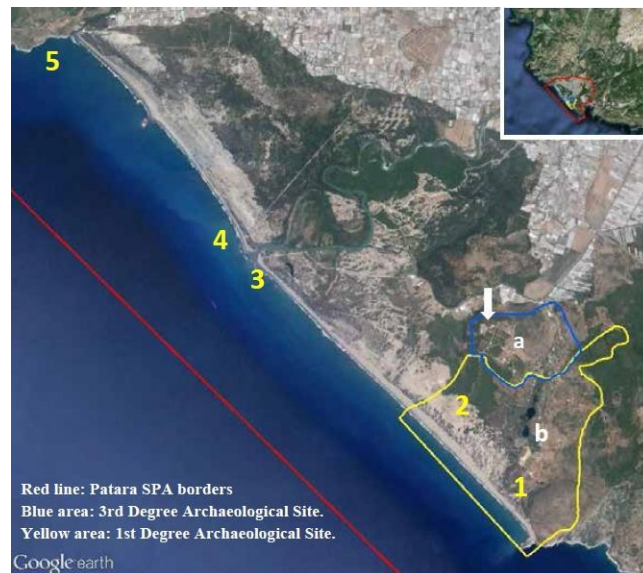 5
4
3
a
2
b
1
Red line: Patara SPA borders
Blue area: 3rd Degree Archaeological Site.
Yellow area: 1st Degree Archaeological Site.
Google earth